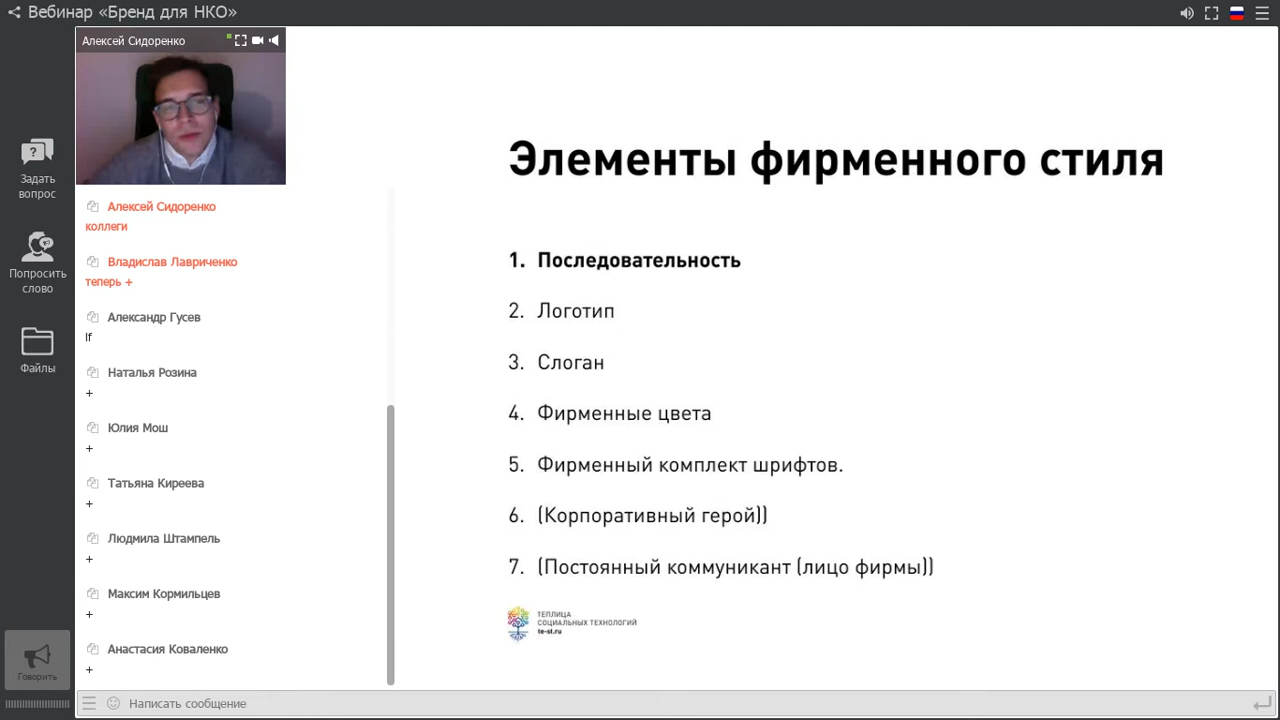 Вебинар «Бренд для НКО»
Алексей Сидоренко
Задать
вопрос
Попросить
слово
Файлы
Говорить
Алексей Сидоренко
коллеги
Владислав Лавриченко
теперь +
Александр Гусев
If
Наталья Розина
+
Юлия Мош
+
Татьяна Киреева
+
Людмила Штампель
+
Максим Кормильцев
+
Анастасия Коваленко
+
Написать сообщение
Элементы фирменного стиля
1. Последовательность
2. Логотип
3. Слоган
4. Фирменные цвета
5. Фирменный комплект шрифтов.
6. (Корпоративный герой))
7. (Постоянный коммуникант (лицо фирмы))
ТЕПЛИЦА
СОЦИАЛЬНЫХ ТЕХНОЛОГИЙ
te-st.ru